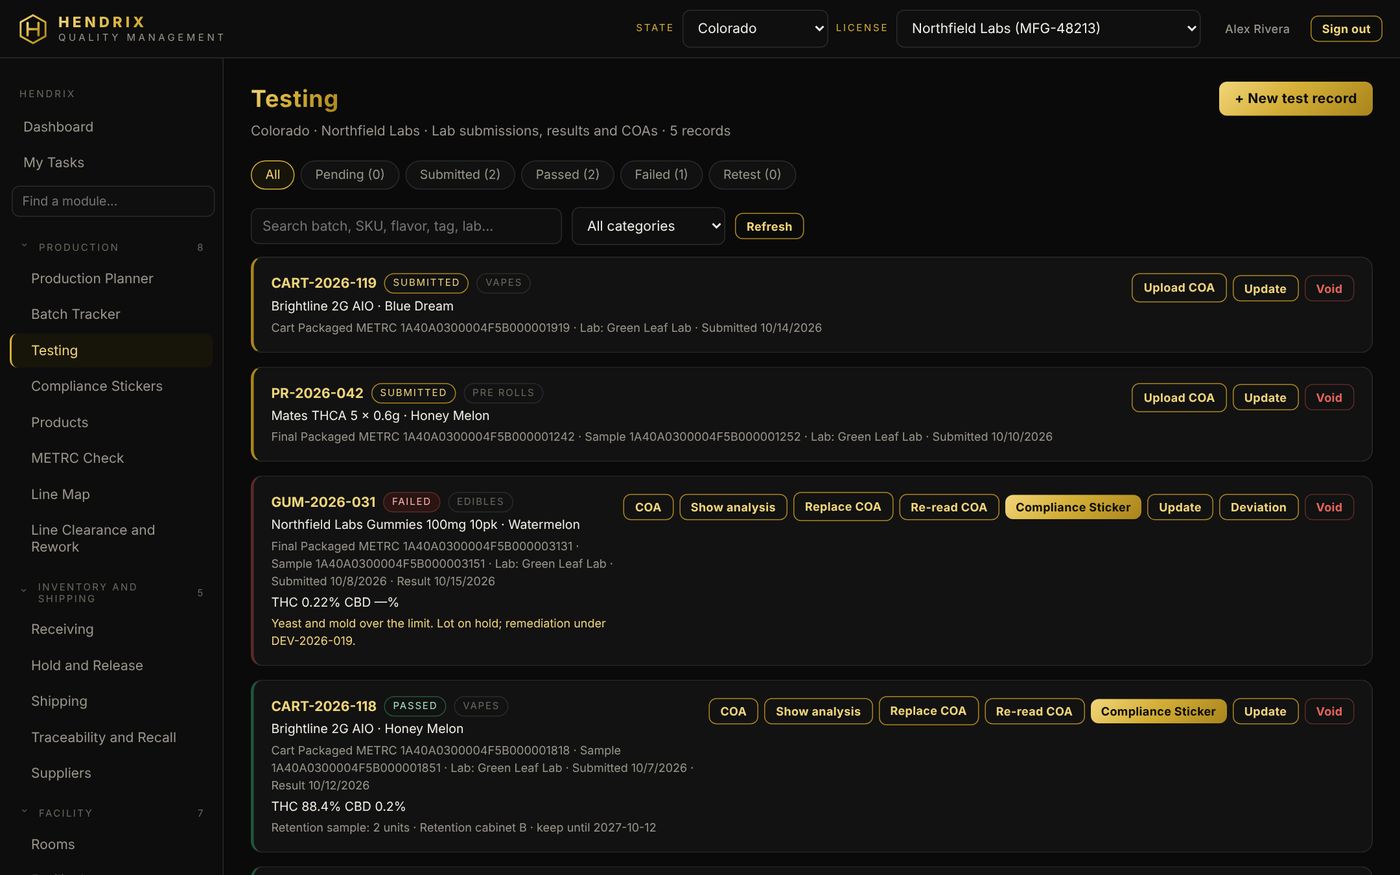 HENDRIX
QUALITY MANAGEMENT
STATE
Colorado
LICENSE
Northfield Labs (MFG-48213)
Alex Rivera
Sign out
HENDRIX
Dashboard
My Tasks
Find a module...
PRODUCTION 8
Production Planner
Batch Tracker
Testing
Compliance Stickers
Products
METRC Check
Line Map
Line Clearance and
Rework
INVENTORY AND
SHIPPING 5
Receiving
Hold and Release
Shipping
Traceability and Recall
Suppliers
FACILITY 7
Rooms
Testing
+ New test record
Colorado · Northfield Labs · Lab submissions, results and COAs · 5 records
All Pending (0) Submitted (2) Passed (2) Failed (1) Retest (0)
Search batch, SKU, flavor, tag, lab... All categories Refresh
CART-2026-119 SUBMITTED VAPES Upload COA Update Void
Brightline 2G AIO · Blue Dream
Cart Packaged METRC 1A40A0300004F5B000001919 · Lab: Green Leaf Lab · Submitted 10/14/2026
PR-2026-042 SUBMITTED PRE ROLLS Upload COA Update Void
Mates THCA 5 × 0.6g · Honey Melon
Final Packaged METRC 1A40A0300004F5B000001242 · Sample 1A40A0300004F5B000001252 · Lab: Green Leaf Lab · Submitted 10/10/2026
GUM-2026-031 FAILED EDIBLES COA Show analysis Replace COA Re-read COA Compliance Sticker Update Deviation Void
Northfield Labs Gummies 100mg 10pk · Watermelon
Final Packaged METRC 1A40A0300004F5B000003131 ·
Sample 1A40A0300004F5B000003151 · Lab: Green Leaf Lab ·
Submitted 10/8/2026 · Result 10/15/2026
THC 0.22% CBD —%
Yeast and mold over the limit. Lot on hold; remediation under
DEV-2026-019.
CART-2026-118 PASSED VAPES COA Show analysis Replace COA Re-read COA Compliance Sticker Update Void
Brightline 2G AIO · Honey Melon
Cart Packaged METRC 1A40A0300004F5B000001818 · Sample
1A40A0300004F5B000001851 · Lab: Green Leaf Lab · Submitted 10/7/2026 ·
Result 10/12/2026
THC 88.4% CBD 0.2%
Retention sample: 2 units · Retention cabinet B · keep until 2027-10-12